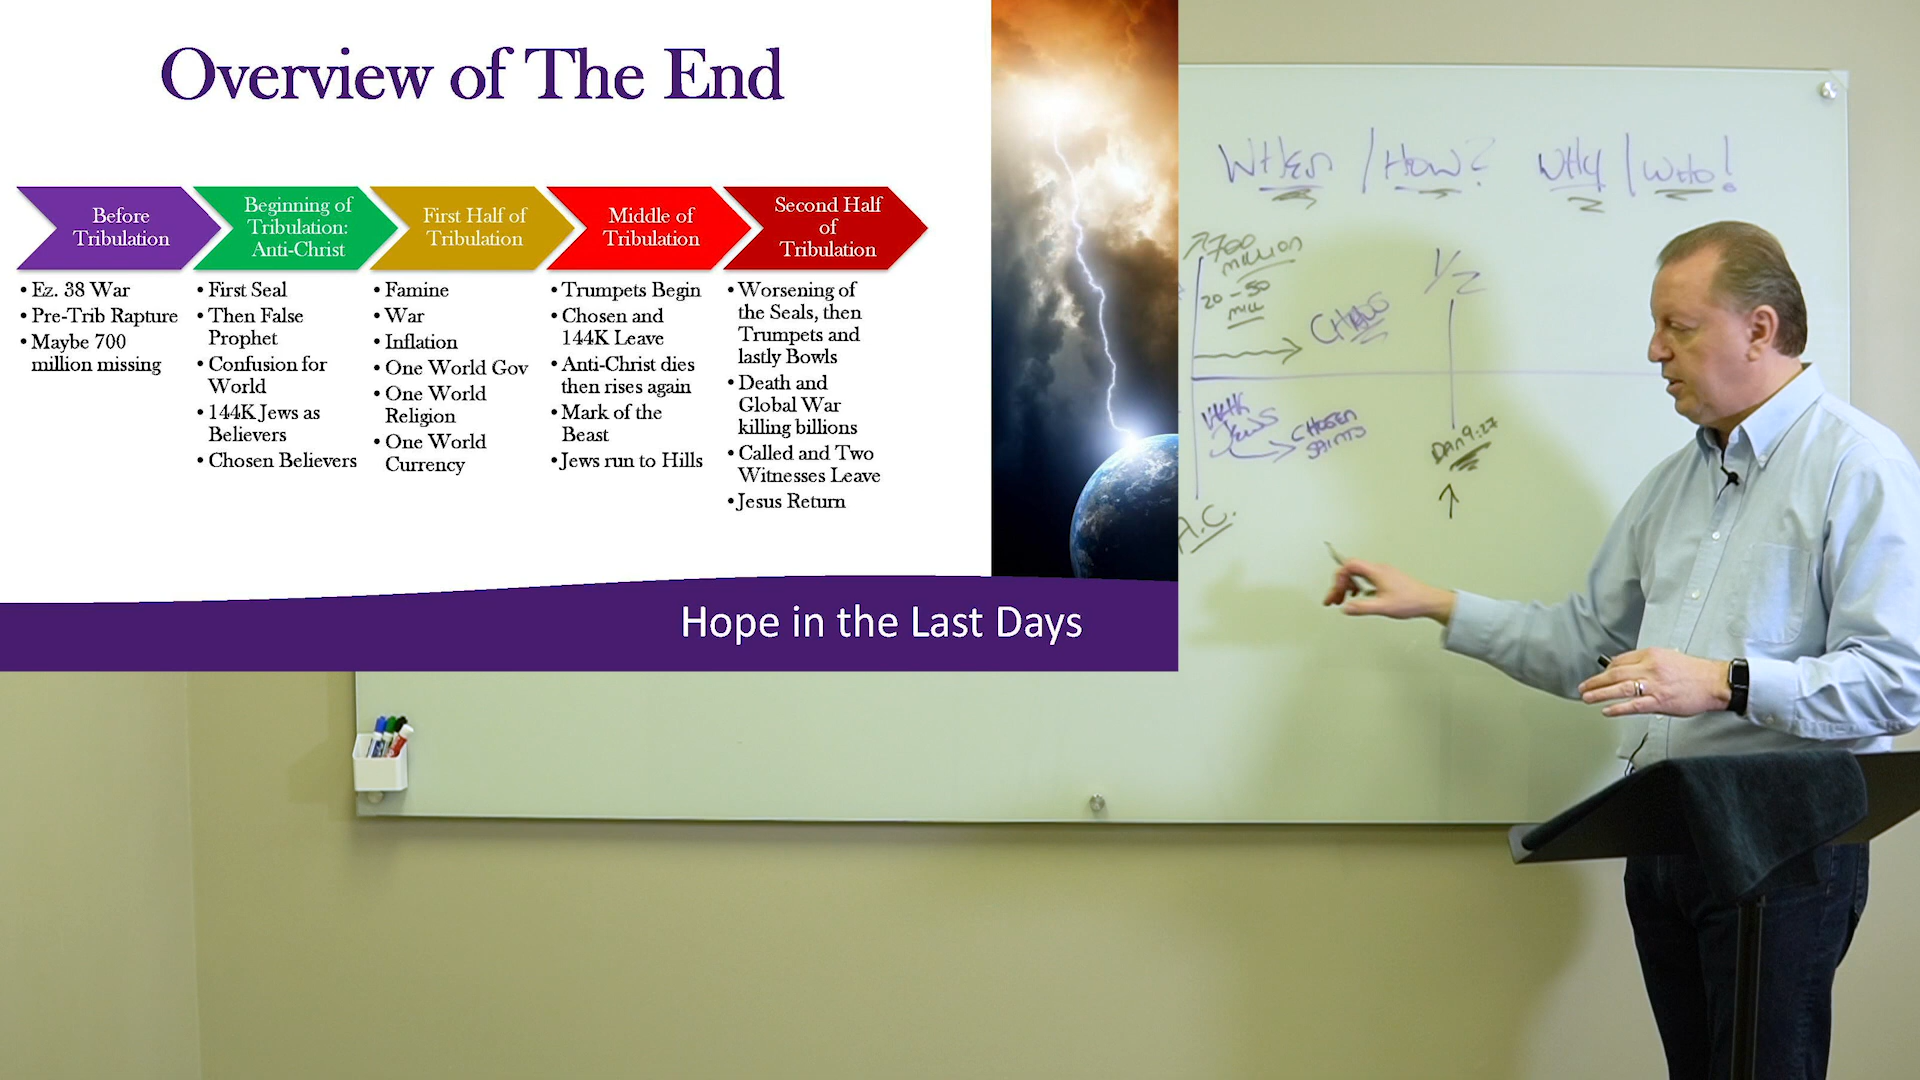 Overview of The End
Before
Tribulation
• Ez. 38 War
• Pre-Trib Rapture
• Maybe 700
million missing
Beginning of
Tribulation:
Anti-Christ
• First Seal
• Then False
Prophet
• Confusion for
World
• 144K Jews as
Believers
• Chosen Believers
First Half of
Tribulation
• Famine
• War
• Inflation
• One World Gov
• One World
Religion
• One World
Currency
Middle of
Tribulation
• Trumpets Begin
• Chosen and
144K Leave
• Anti-Christ dies
then rises again
• Mark of the
Beast
• Jews run to Hills
Second Half
of
Tribulation
• Worsening of
the Seals, then
Trumpets and
lastly Bowls
• Death and
Global War
killing billions
• Called and Two
Witnesses Leave
• Jesus Return
Hope in the Last Days
WHEN / HOW? WHY / WHO!
700
MILLION
20-50
MILL
CHAOS
1/2
144K
JEWS
CHOSEN
SAINTS
DAN 9:27
A.C.